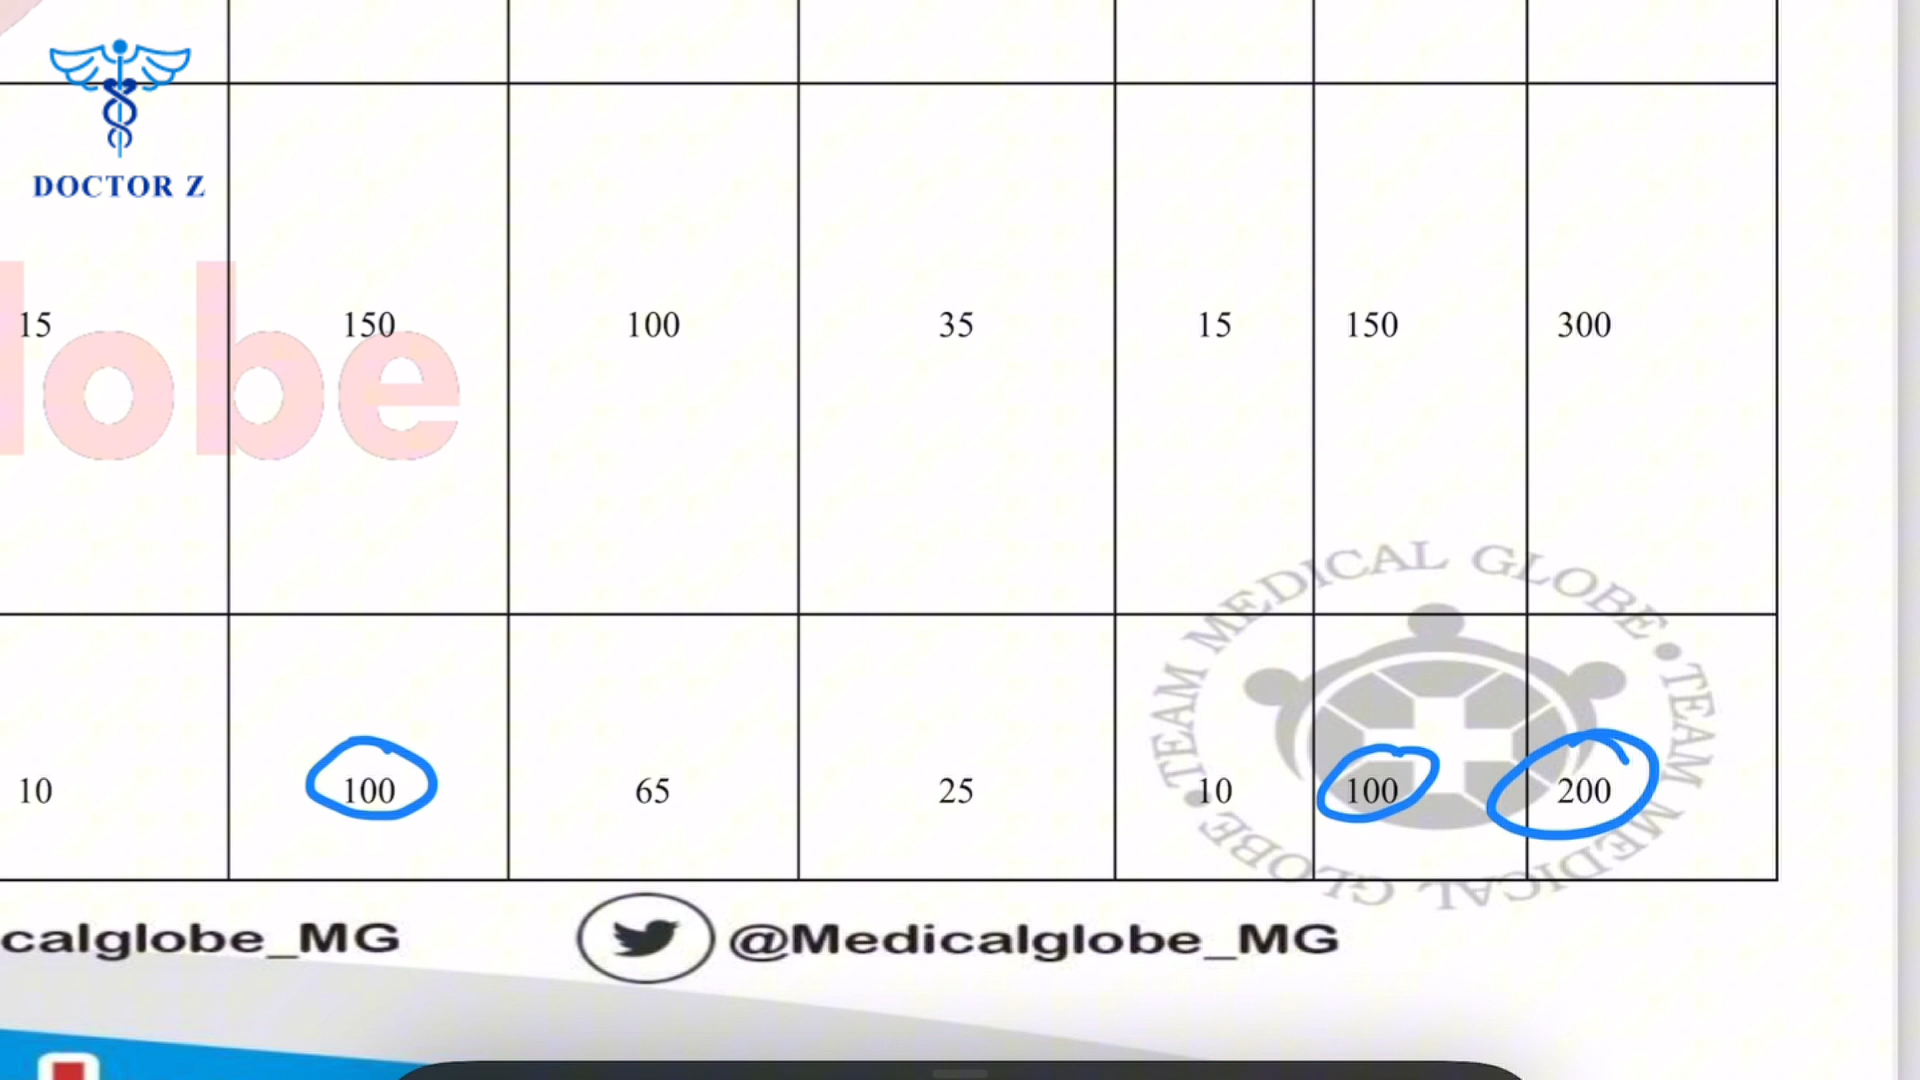 DOCTOR Z
lobe
15 150 100 35 15 150 300
TEAM MEDICAL GLOBE • TEAM MEDICAL GLOBE •
10 100 65 25 10 100 200
calglobe_MG @Medicalglobe_MG